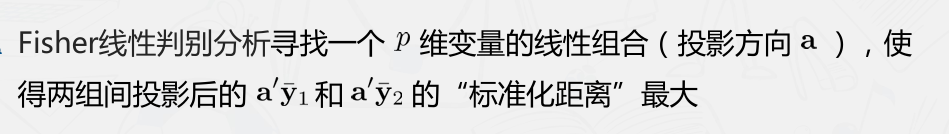 Fisher线性判别分析寻找一个 p 维变量的线性组合（投影方向 a ），使
得两组间投影后的 a′ȳ₁ 和 a′ȳ₂ 的“标准化距离”最大